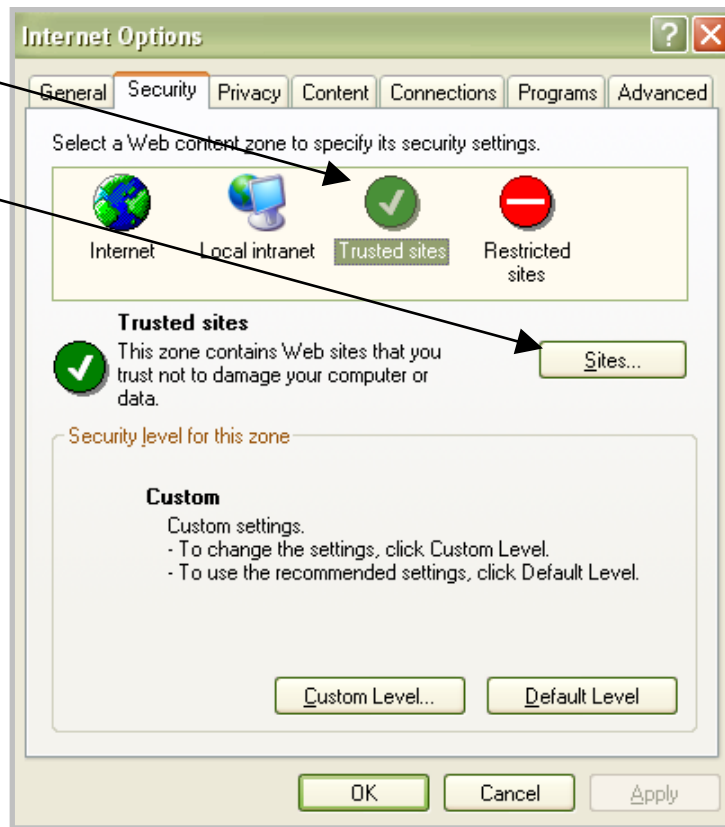 Internet Options
General Security Privacy Content Connections Programs Advanced
Select a Web content zone to specify its security settings.
Internet Local intranet Trusted sites Restricted
sites
Trusted sites
This zone contains Web sites that you
trust not to damage your computer or
data.
Sites...
Security level for this zone
Custom
Custom settings.
- To change the settings, click Custom Level.
- To use the recommended settings, click Default Level.
Custom Level... Default Level
OK Cancel Apply